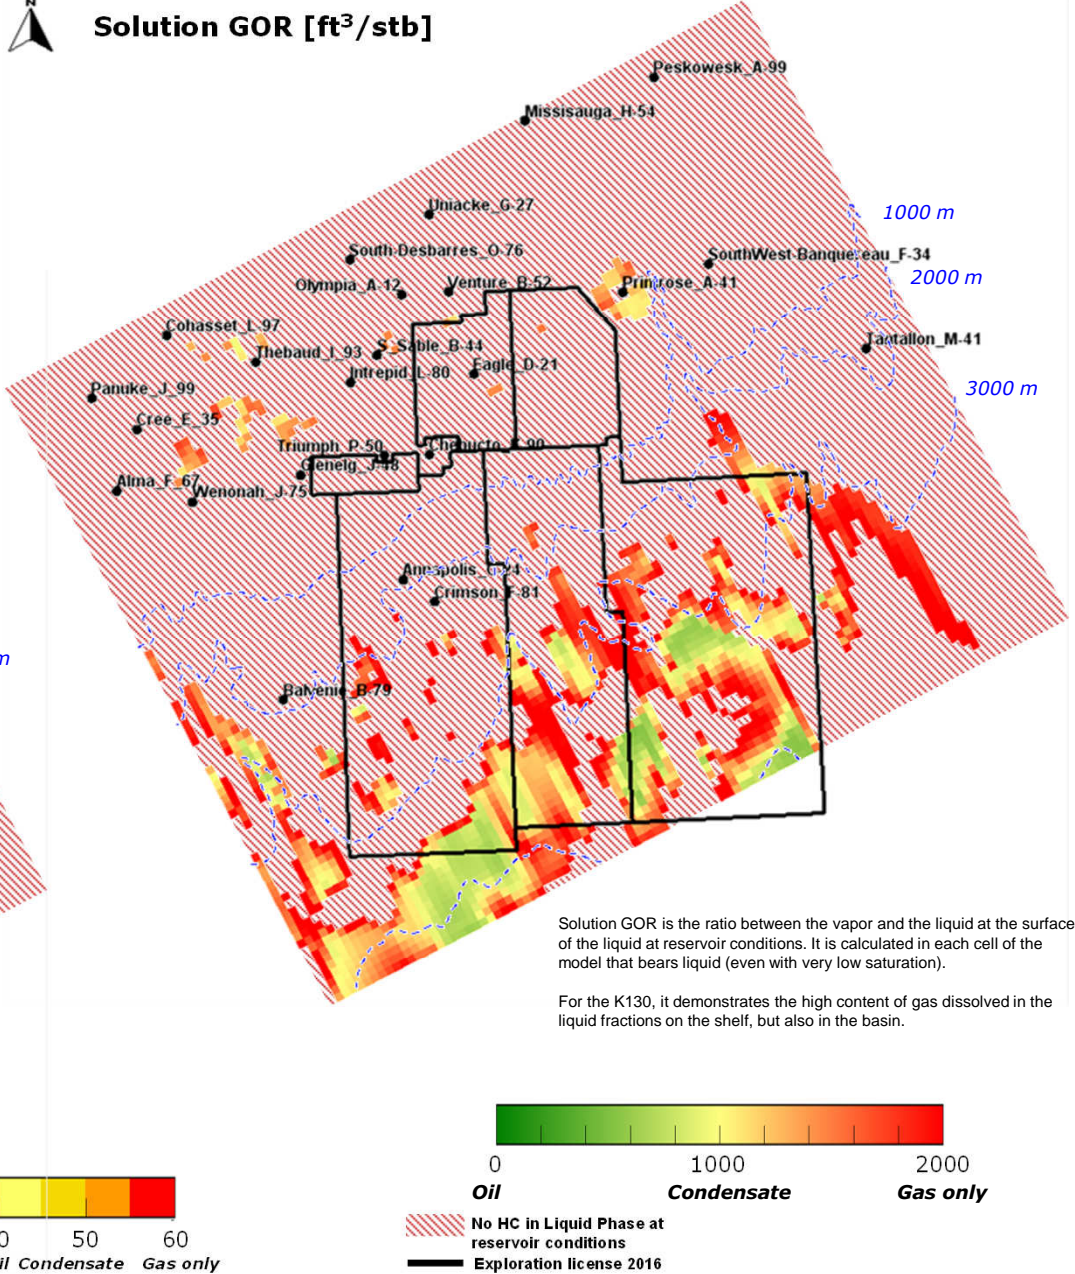 N
Solution GOR [ft³/stb]
Peskowesk_A-99
Missisauga_H-54
Uniacke_G-27
1000 m
South-Desbarres_O-76
SouthWest-Banquereau_F-34
2000 m
Olympia_A-12
Venture_B-52
Primrose_A-41
Cohasset_L-97
Tantallon_M-41
Thebaud_I_93
S_Sable_B-44
Eagle_D-21
Intrepid_L-80
3000 m
Panuke_J_99
Cree_E_35
Triumph_P-50
Chebucto_K-90
Glenelg_J-48
Alma_F_67
Wenonah_J-75
Annapolis_G-24
Crimson_F-81
m
Balvenie_B-79
Solution GOR is the ratio between the vapor and the liquid at the surface
of the liquid at reservoir conditions. It is calculated in each cell of the
model that bears liquid (even with very low saturation).
For the K130, it demonstrates the high content of gas dissolved in the
liquid fractions on the shelf, but also in the basin.
0 1000 2000
Oil Condensate Gas only
0 50 60
il Condensate Gas only
No HC in Liquid Phase at
reservoir conditions
Exploration license 2016